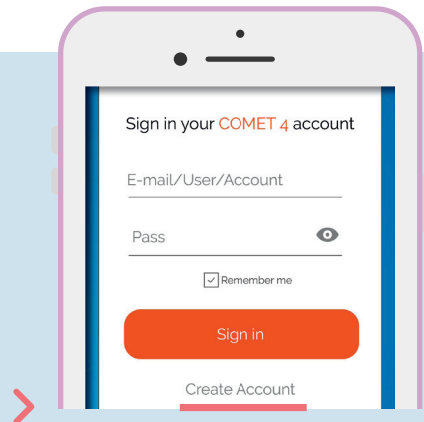 Sign in your COMET 4 account
E-mail/User/Account
Pass
Remember me
Sign in
Create Account